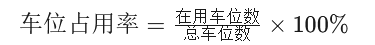 车位占用率 = 在用车位数 / 总车位数 × 100%